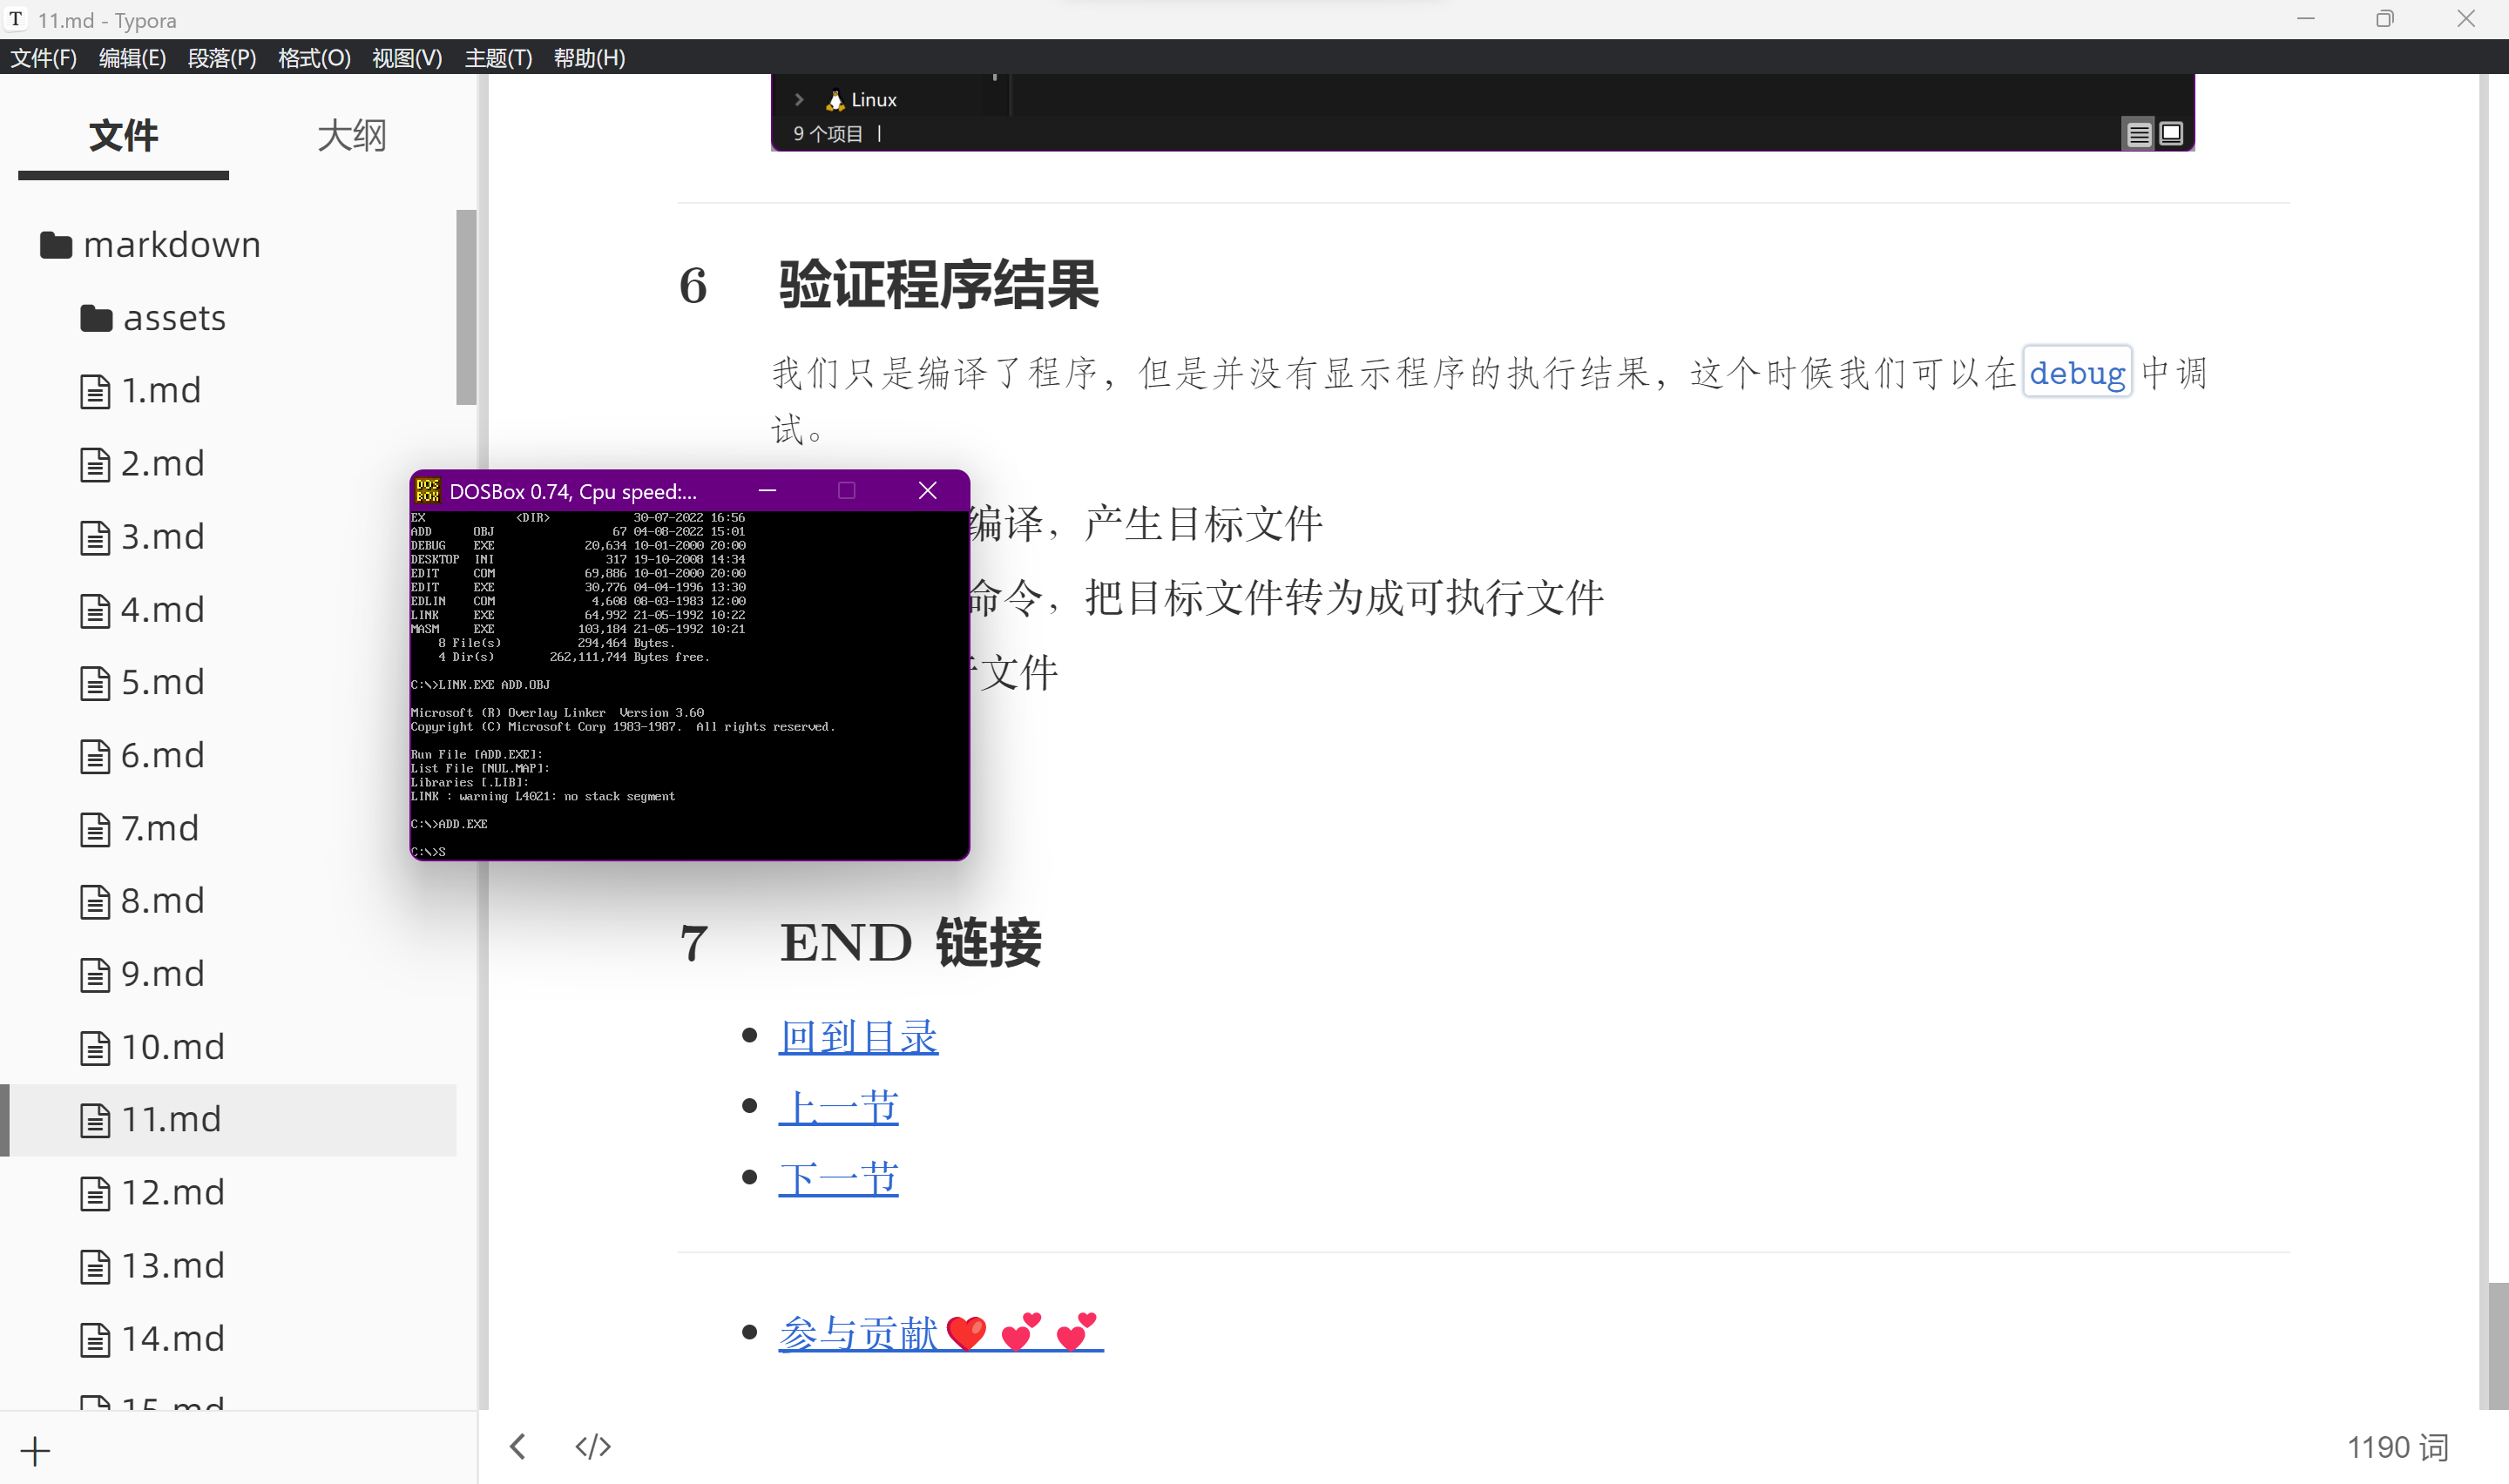 11.md - Typora
文件(F) 编辑(E) 段落(P) 格式(O) 视图(V) 主题(T) 帮助(H)
文件 大纲
markdown
assets
1.md
2.md
3.md
4.md
5.md
6.md
7.md
8.md
9.md
10.md
11.md
12.md
13.md
14.md
15.md
Linux
9 个项目
6 验证程序结果
我们只是编译了程序，但是并没有显示程序的执行结果，这个时候我们可以在 debug 中调
试。
编译，产生目标文件
命令，把目标文件转为成可执行文件
文件
DOSBox 0.74, Cpu speed:...
EX <DIR> 30-07-2022 16:56
ADD OBJ 67 04-08-2022 15:01
DEBUG EXE 20,634 10-01-2000 20:00
DESKTOP INI 317 19-10-2008 14:34
EDIT COM 69,886 10-01-2000 20:00
EDIT EXE 30,776 04-04-1996 13:30
EDLIN COM 4,608 08-03-1983 12:00
LINK EXE 64,992 21-05-1992 10:22
MASM EXE 103,184 21-05-1992 10:21
8 File(s) 294,464 Bytes.
4 Dir(s) 262,111,744 Bytes free.
C:\>LINK.EXE ADD.OBJ
Microsoft (R) Overlay Linker Version 3.60
Copyright (C) Microsoft Corp 1983-1987. All rights reserved.
Run File [ADD.EXE]:
List File [NUL.MAP]:
Libraries [.LIB]:
LINK : warning L4021: no stack segment
C:\>ADD.EXE
C:\>S
7 END 链接
回到目录
上一节
下一节
参与贡献❤️💕💕
1190 词